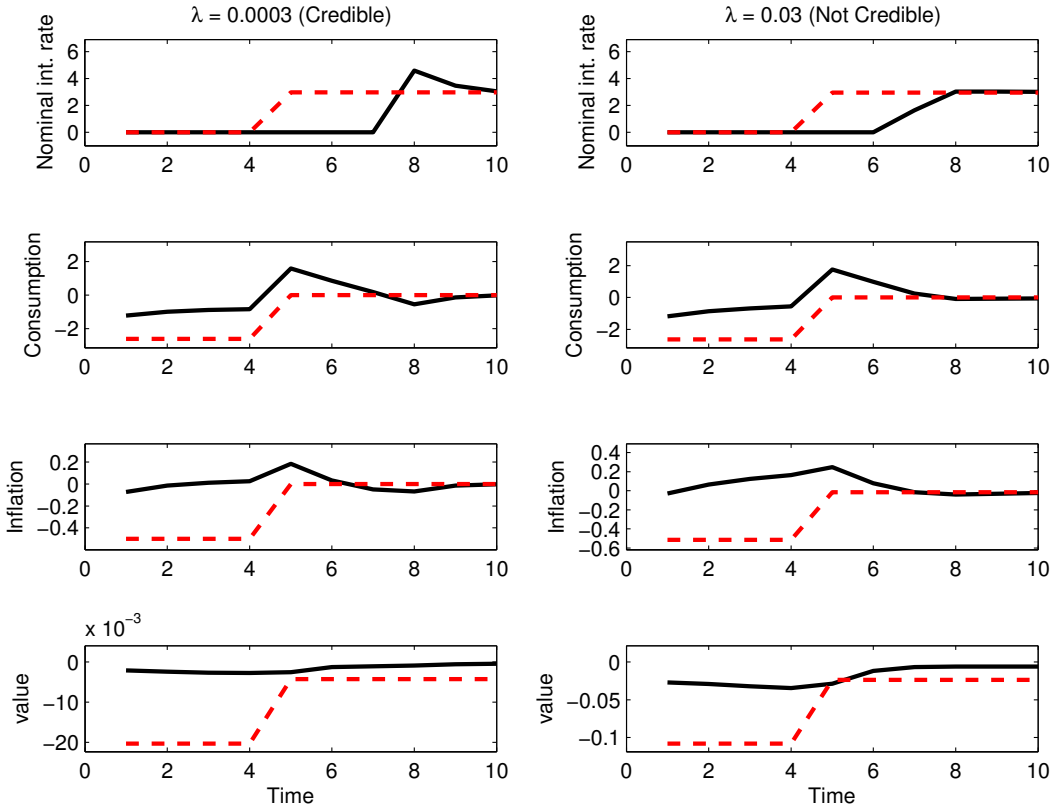 λ = 0.0003 (Credible)
Nominal int. rate
6
4
2
0
0 2 4 6 8 10
λ = 0.03 (Not Credible)
Nominal int. rate
6
4
2
0
0 2 4 6 8 10
Consumption
2
0
−2
0 2 4 6 8 10
Consumption
2
0
−2
0 2 4 6 8 10
Inflation
0.2
0
−0.2
−0.4
0 2 4 6 8 10
Inflation
0.4
0.2
0
−0.2
−0.4
−0.6
0 2 4 6 8 10
x 10⁻³
value
0
−10
−20
0 2 4 6 8 10
Time
value
0
−0.05
−0.1
0 2 4 6 8 10
Time